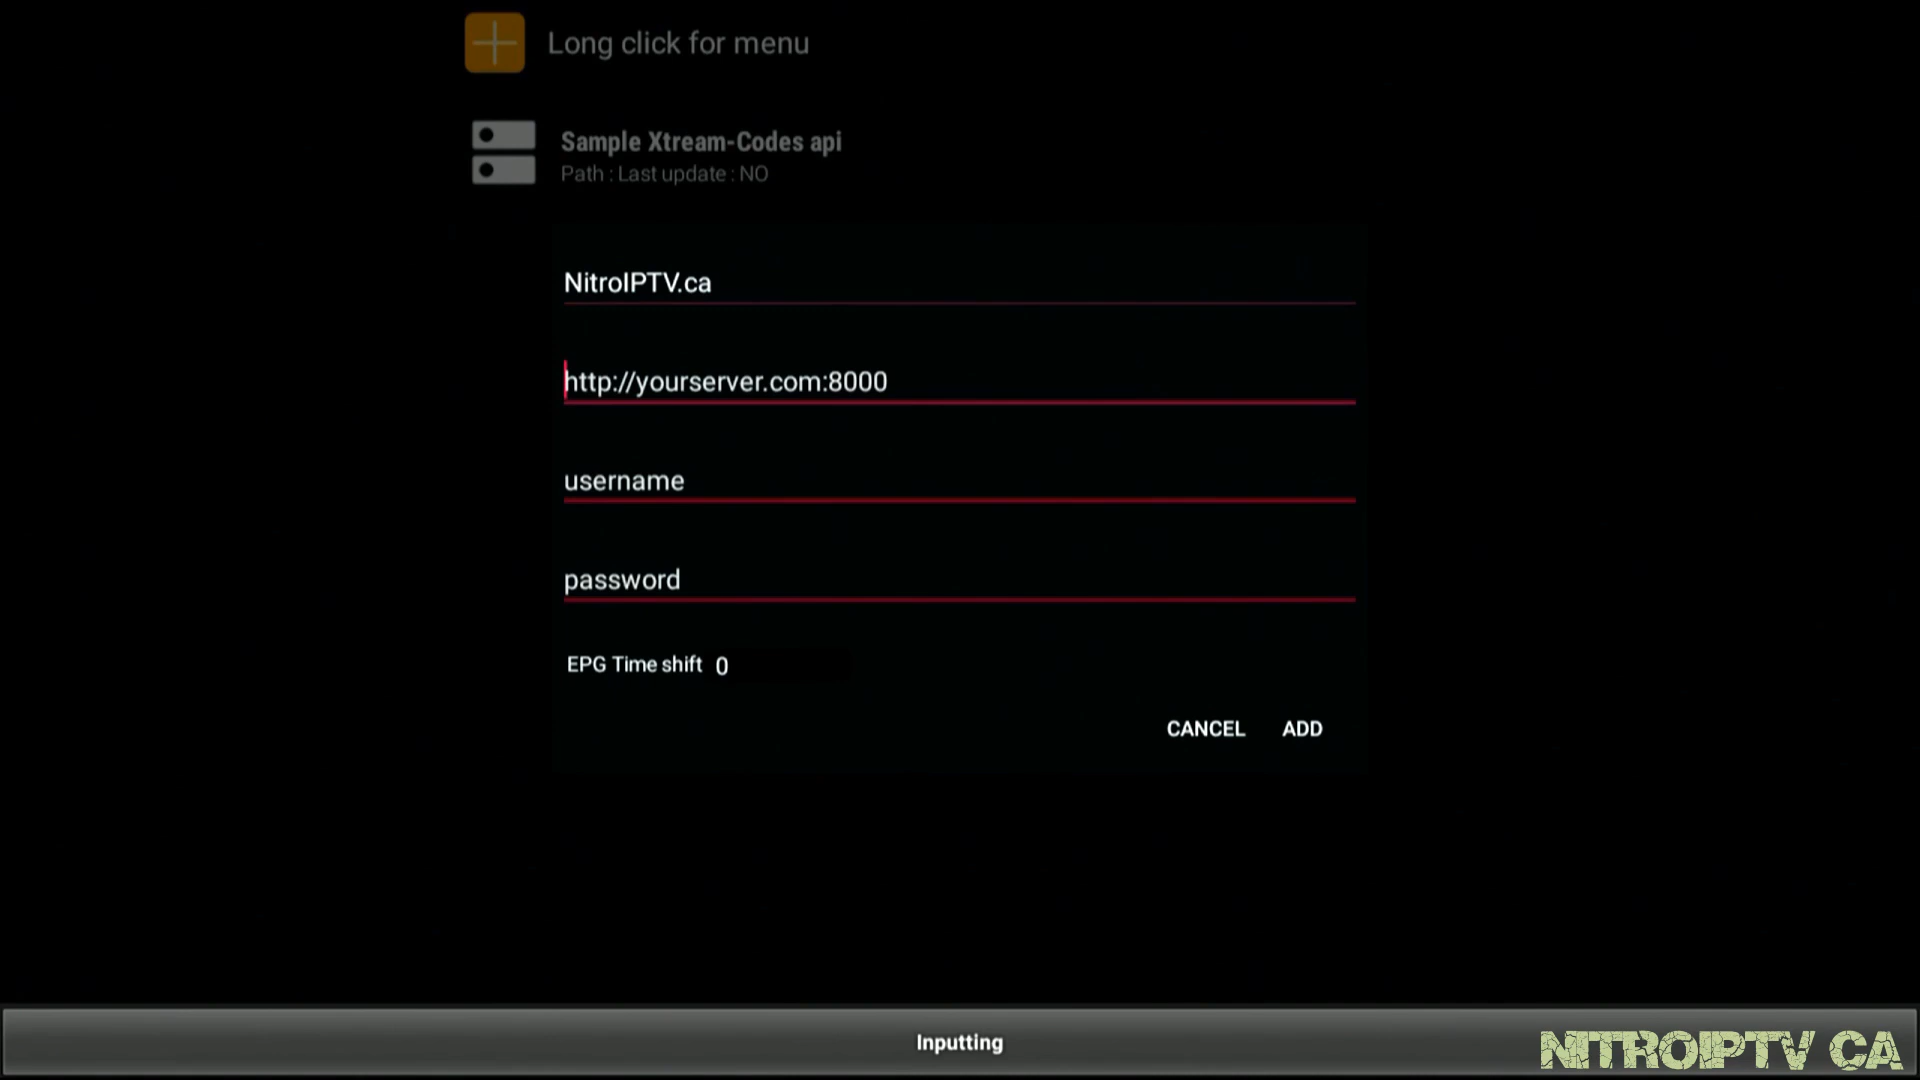 Long click for menu
Sample Xtream-Codes api
Path : Last update : NO
NitroIPTV.ca
http://yourserver.com:8000
username
password
EPG Time shift 0
CANCEL ADD
Inputting
NITROIPTV CA